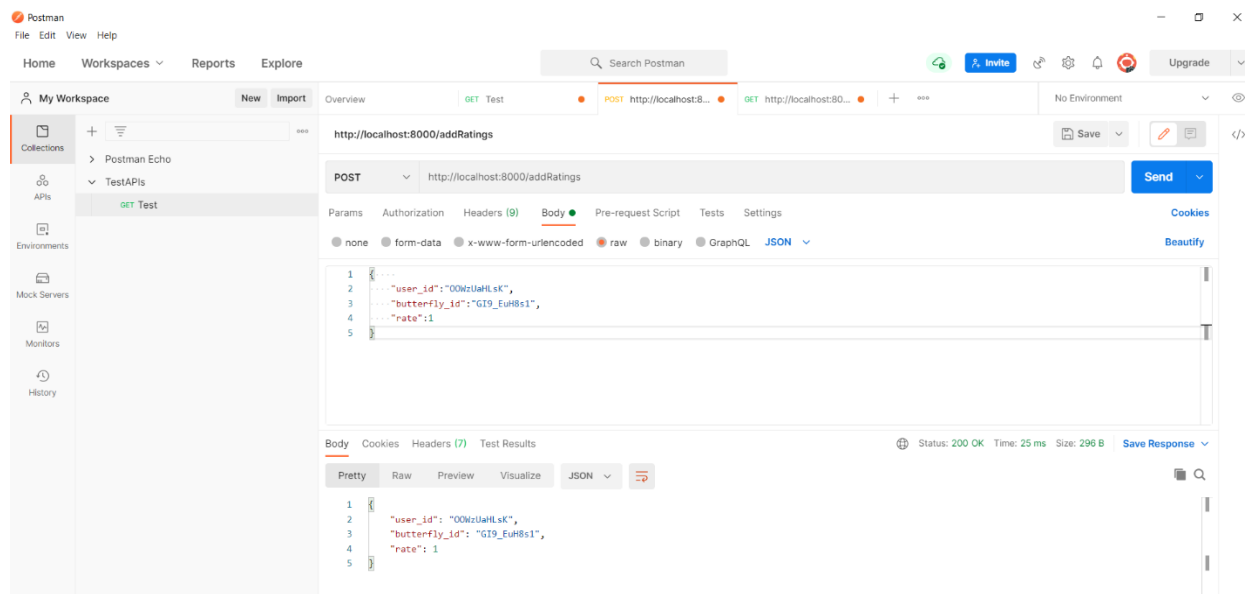 Postman
File Edit View Help
Home Workspaces Reports Explore Search Postman Invite Upgrade
My Workspace New Import Overview GET Test POST http://localhost:8... GET http://localhost:80... No Environment
http://localhost:8000/addRatings Save
Collections
Postman Echo
TestAPIs
GET Test
APIs
Environments
Mock Servers
Monitors
History
POST http://localhost:8000/addRatings Send
Params Authorization Headers (9) Body Pre-request Script Tests Settings Cookies
none form-data x-www-form-urlencoded raw binary GraphQL JSON Beautify
1 {
2 "user_id":"OOWzUaHLsK",
3 "butterfly_id":"GI9_EuH8s1",
4 "rate":1
5 }
Body Cookies Headers (7) Test Results Status: 200 OK Time: 25 ms Size: 296 B Save Response
Pretty Raw Preview Visualize JSON
1 {
2 "user_id": "OOWzUaHLsK",
3 "butterfly_id": "GI9_EuH8s1",
4 "rate": 1
5 }